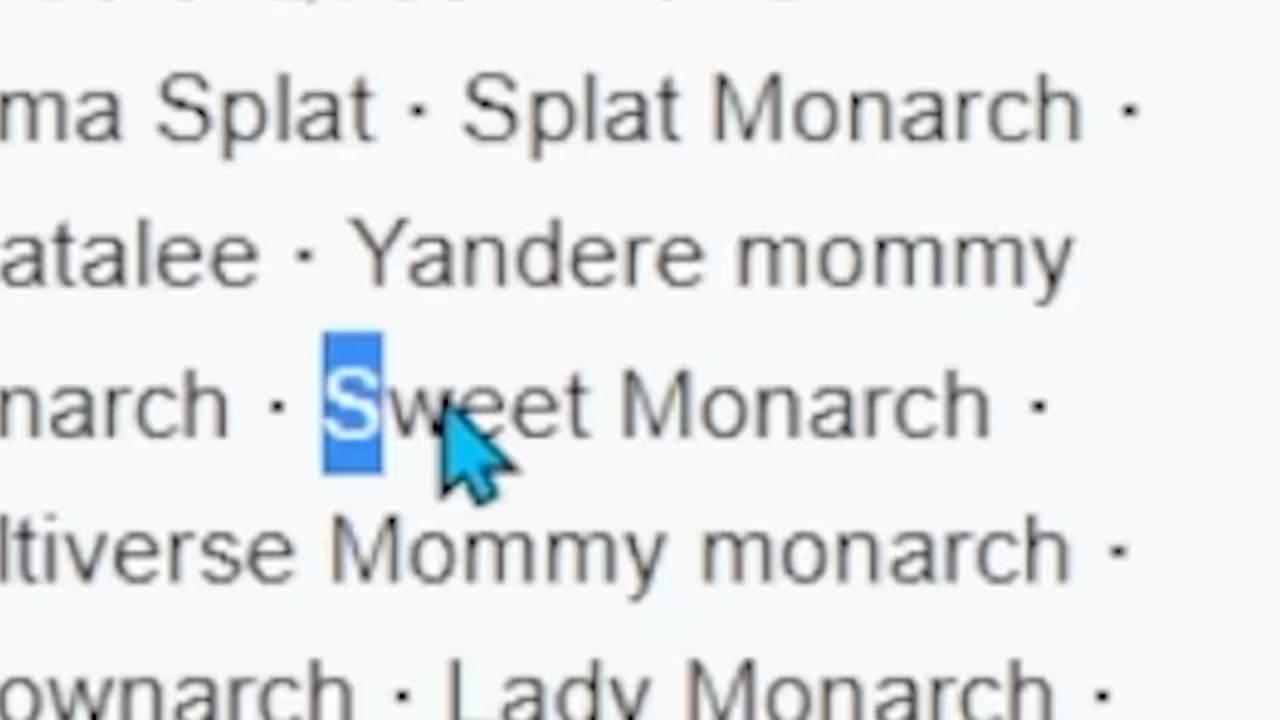 ma Splat · Splat Monarch ·
atalee · Yandere mommy
narch · Sweet Monarch ·
ltiverse Mommy monarch ·
ownarch · Lady Monarch ·